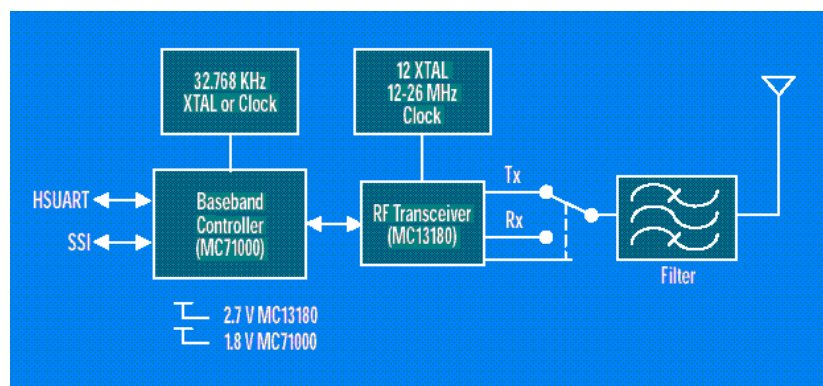 32.768 KHz
XTAL or Clock
12 XTAL
12-26 MHz
Clock
HSUART
SSI
Baseband
Controller
(MC71000)
RF Transceiver
(MC13180)
Tx
Rx
Filter
2.7 V MC13180
1.8 V MC71000